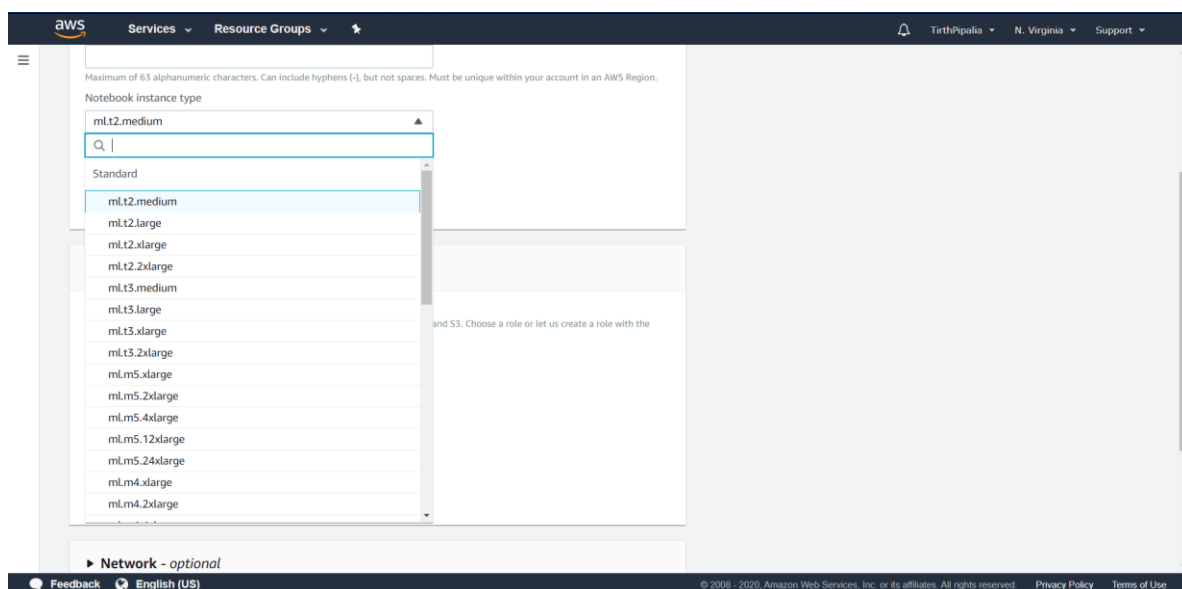 aws Services Resource Groups TirthPipalia N. Virginia Support
Maximum of 63 alphanumeric characters. Can include hyphens (-), but not spaces. Must be unique within your account in an AWS Region.
Notebook instance type
ml.t2.medium
Standard
ml.t2.medium
ml.t2.large
ml.t2.xlarge
ml.t2.2xlarge
ml.t3.medium
ml.t3.large
and S3. Choose a role or let us create a role with the
ml.t3.xlarge
ml.t3.2xlarge
ml.m5.xlarge
ml.m5.2xlarge
ml.m5.4xlarge
ml.m5.12xlarge
ml.m5.24xlarge
ml.m4.xlarge
ml.m4.2xlarge
Network - optional
Feedback English (US) © 2008 - 2020, Amazon Web Services, Inc. or its affiliates. All rights reserved. Privacy Policy Terms of Use